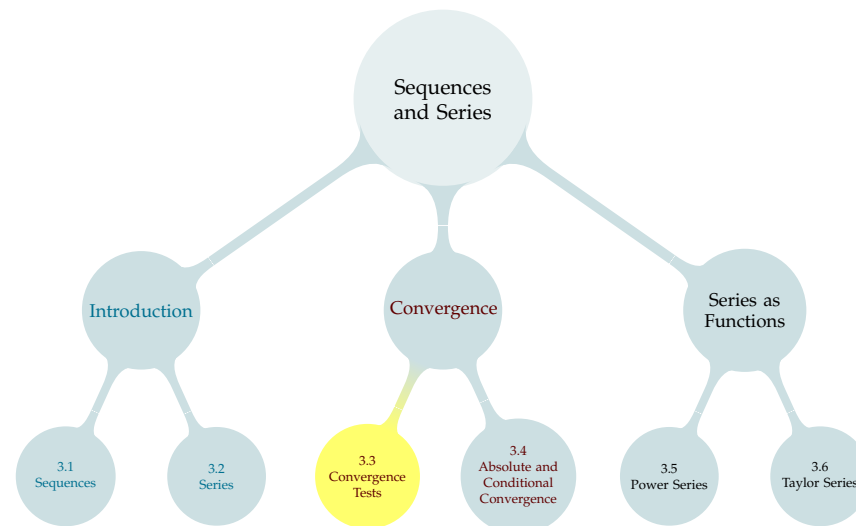 Sequences
and Series
Introduction
Convergence
Series as
Functions
3.1
Sequences
3.2
Series
3.3
Convergence
Tests
3.4
Absolute and
Conditional
Convergence
3.5
Power Series
3.6
Taylor Series